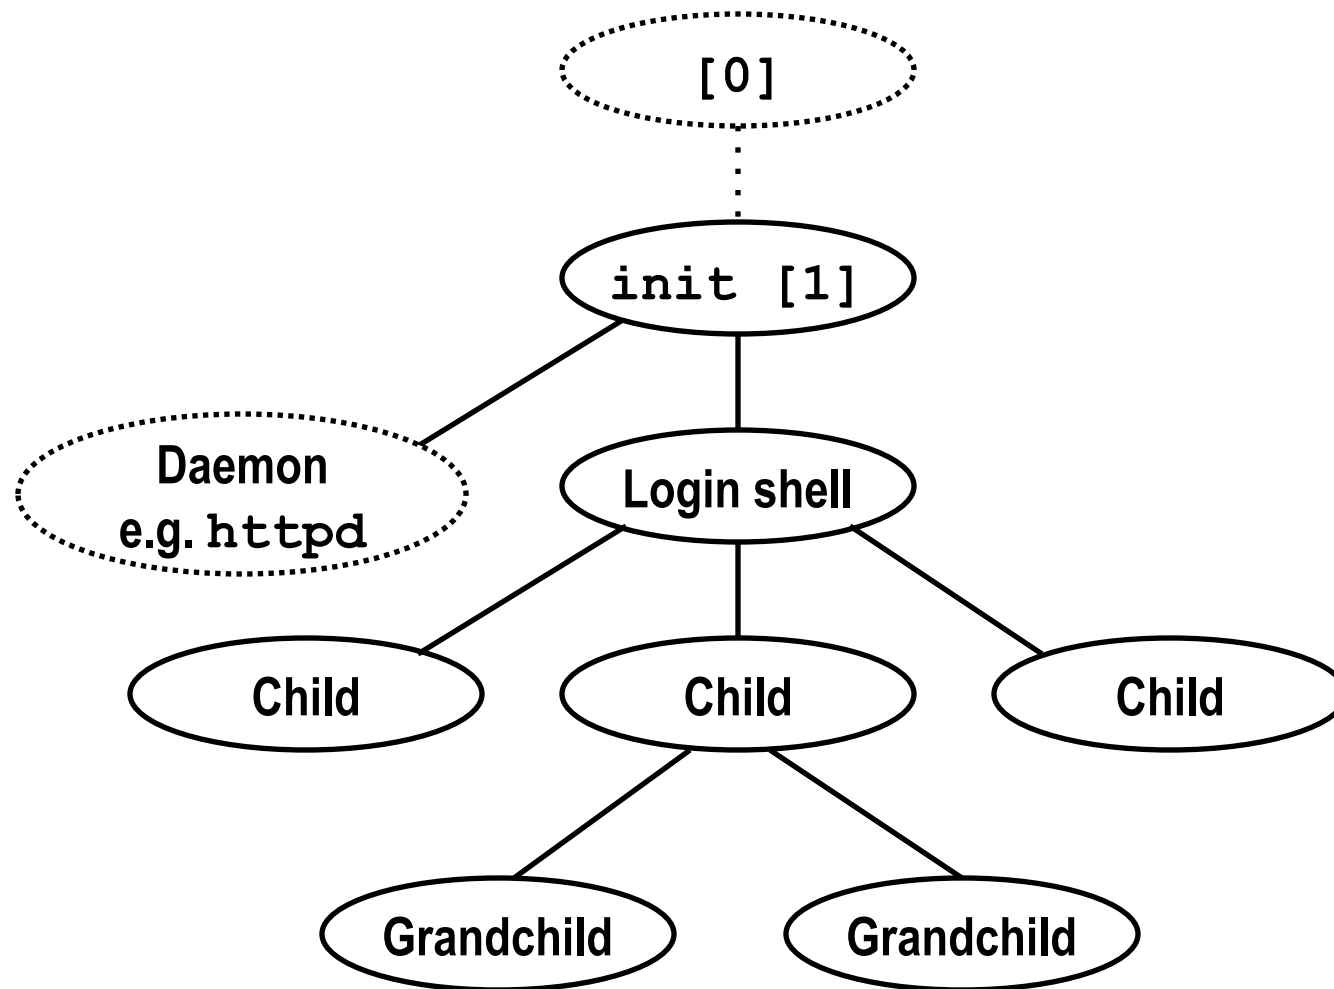 [0]
init [1]
Daemon
e.g. httpd
Login shell
Child
Child
Child
Grandchild
Grandchild